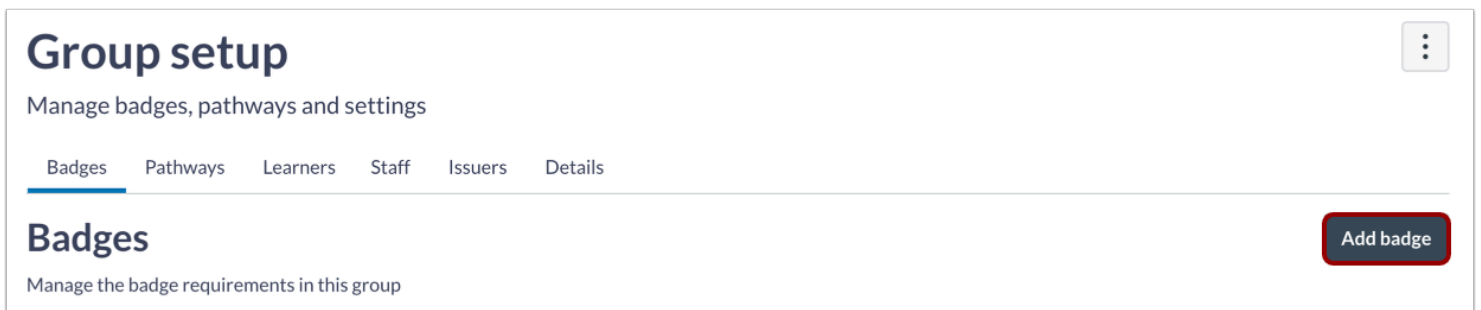 Group setup
Manage badges, pathways and settings
Badges Pathways Learners Staff Issuers Details
Badges
Add badge
Manage the badge requirements in this group